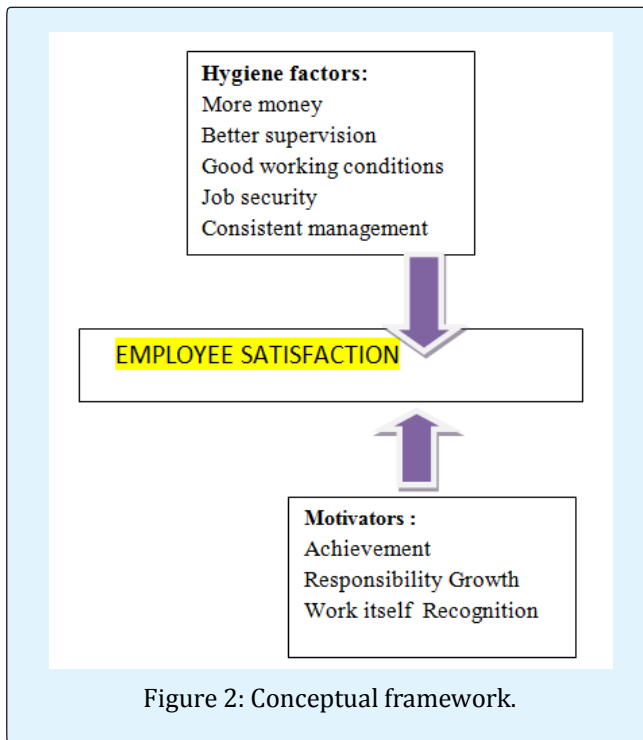 Hygiene factors:
More money
Better supervision
Good working conditions
Job security
Consistent management
EMPLOYEE SATISFACTION
Motivators :
Achievement
Responsibility Growth
Work itself Recognition
Figure 2: Conceptual framework.